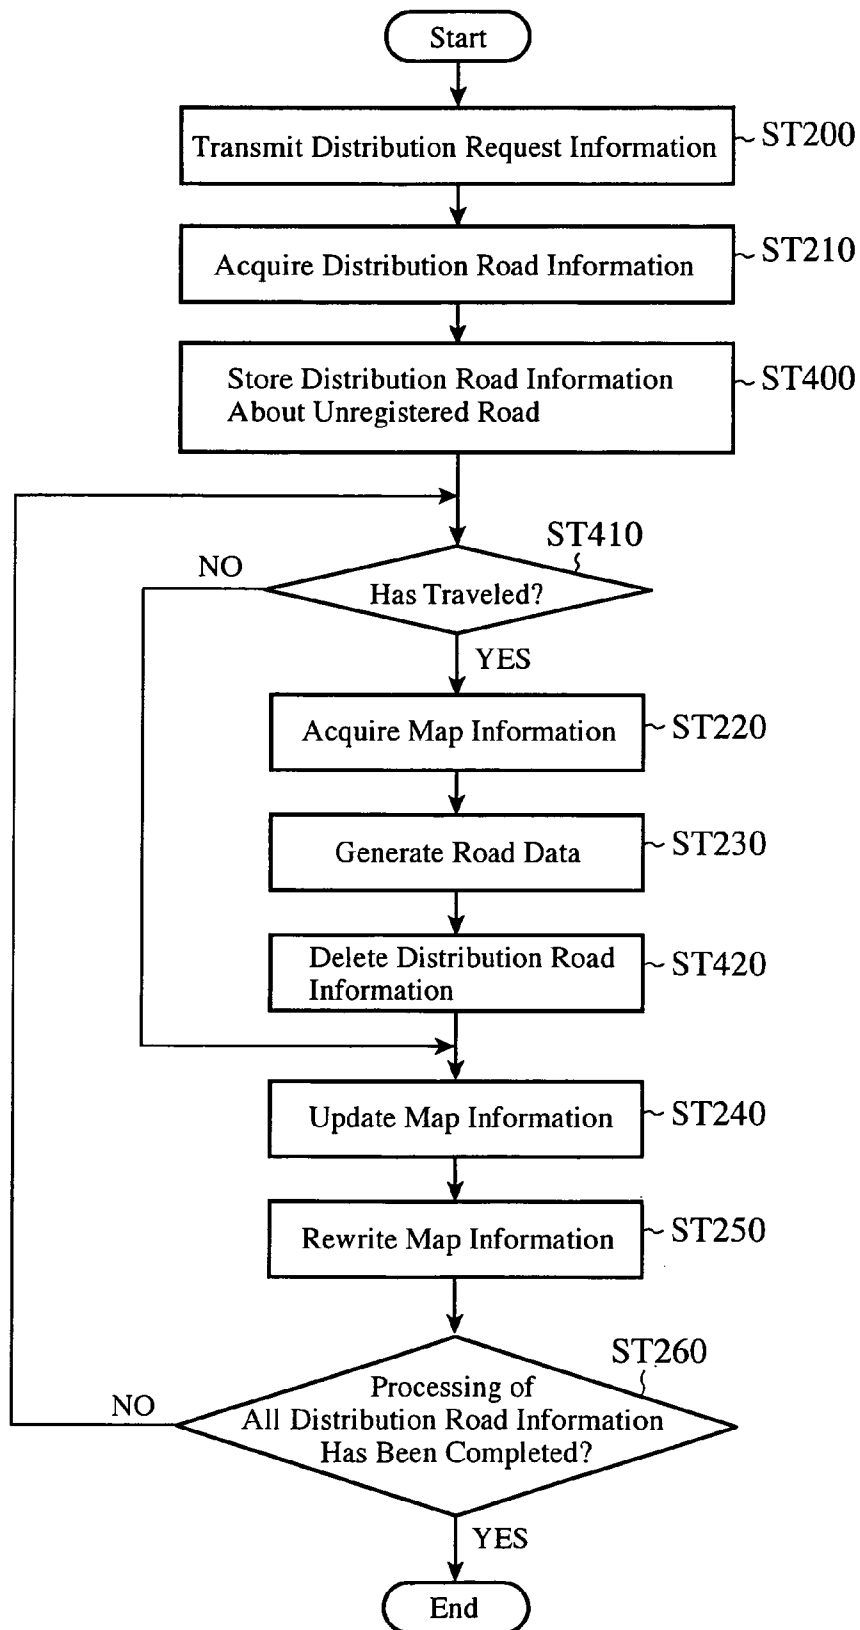 Start
Transmit Distribution Request Information
ST200
Acquire Distribution Road Information
ST210
Store Distribution Road Information
About Unregistered Road
ST400
ST410
NO
Has Traveled?
YES
Acquire Map Information
ST220
Generate Road Data
ST230
Delete Distribution Road
Information
ST420
Update Map Information
ST240
Rewrite Map Information
ST250
ST260
NO
Processing of
All Distribution Road Information
Has Been Completed?
YES
End